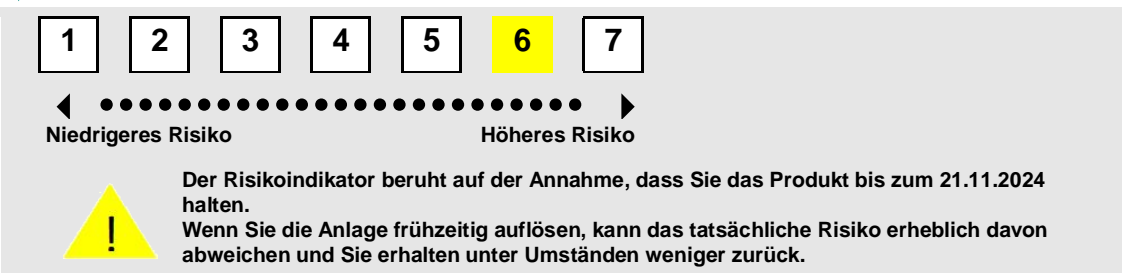 1 2 3 4 5 6 7
Niedrigeres Risiko Höheres Risiko
Der Risikoindikator beruht auf der Annahme, dass Sie das Produkt bis zum 21.11.2024
halten.
Wenn Sie die Anlage frühzeitig auflösen, kann das tatsächliche Risiko erheblich davon
abweichen und Sie erhalten unter Umständen weniger zurück.
!